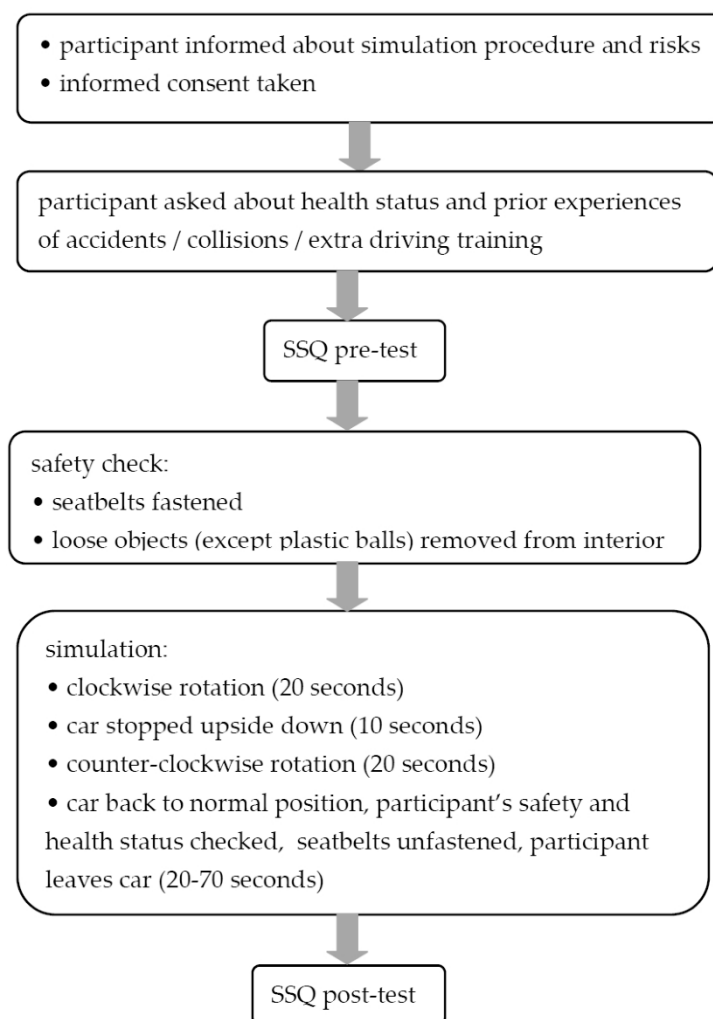 • participant informed about simulation procedure and risks
• informed consent taken
participant asked about health status and prior experiences
of accidents / collisions / extra driving training
SSQ pre-test
safety check:
• seatbelts fastened
• loose objects (except plastic balls) removed from interior
simulation:
• clockwise rotation (20 seconds)
• car stopped upside down (10 seconds)
• counter-clockwise rotation (20 seconds)
• car back to normal position, participant’s safety and
health status checked, seatbelts unfastened, participant
leaves car (20-70 seconds)
SSQ post-test